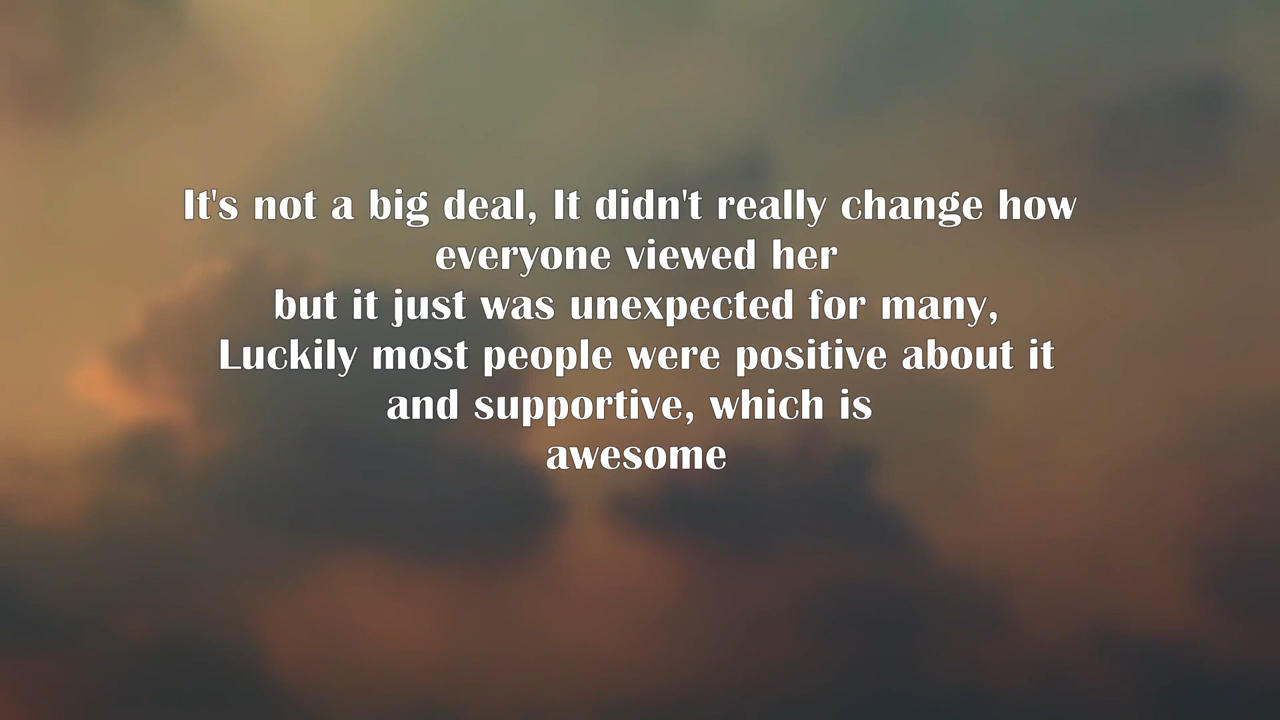 It's not a big deal, It didn't really change how
everyone viewed her
but it just was unexpected for many,
Luckily most people were positive about it
and supportive, which is
awesome